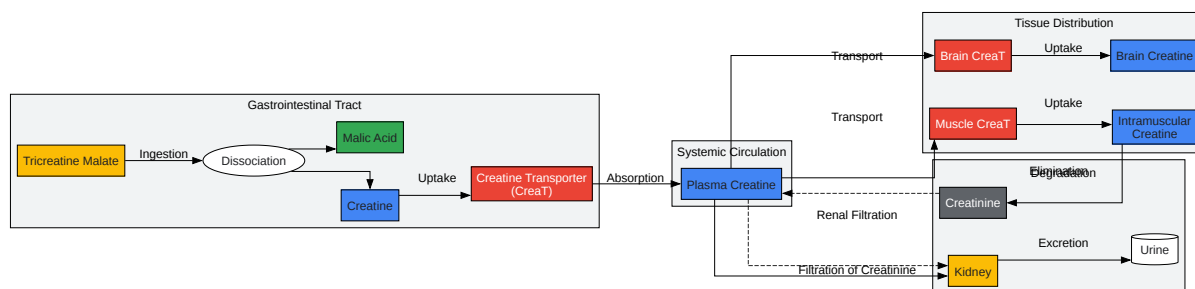 Tissue Distribution
Brain CreaT
Uptake
Brain Creatine
Transport
Gastrointestinal Tract
Malic Acid
Tricreatine Malate
Ingestion
Dissociation
Creatine
Uptake
Creatine Transporter
(CreaT)
Absorption
Systemic Circulation
Plasma Creatine
Transport
Muscle CreaT
Uptake
Intramuscular
Creatine
Elimination
Degradation
Creatinine
Renal Filtration
Filtration of Creatinine
Kidney
Excretion
Urine